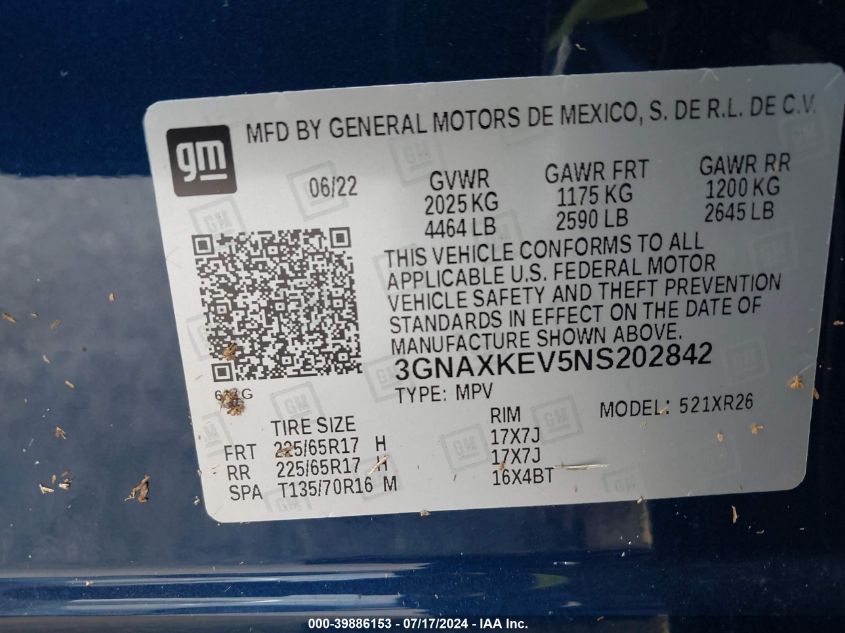 gm
MFD BY GENERAL MOTORS DE MEXICO, S. DE R.L. DE C.V.
06/22
GVWR GAWR FRT GAWR RR
2025 KG 1175 KG 1200 KG
4464 LB 2590 LB 2645 LB
THIS VEHICLE CONFORMS TO ALL
APPLICABLE U.S. FEDERAL MOTOR
VEHICLE SAFETY AND THEFT PREVENTION
STANDARDS IN EFFECT ON THE DATE OF
MANUFACTURE SHOWN ABOVE.
3GNAXKEV5NS202842
TYPE: MPV
MODEL: 521XR26
TIRE SIZE RIM
FRT 225/65R17 H 17X7J
RR 225/65R17 H 17X7J
SPA T135/70R16 M 16X4BT
000-39886153 - 07/17/2024 - IAA Inc.